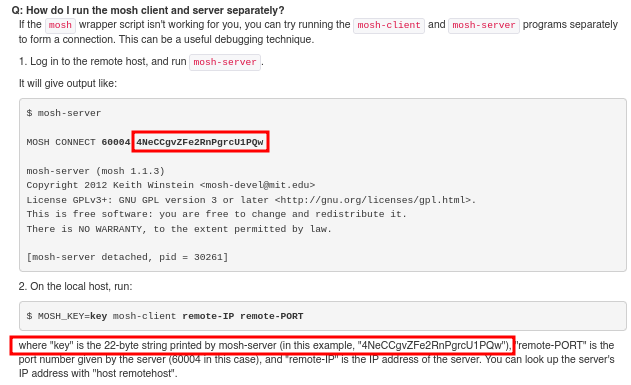 Q: How do I run the mosh client and server separately?
If the mosh wrapper script isn't working for you, you can try running the mosh-client and mosh-server programs separately
to form a connection. This can be a useful debugging technique.
1. Log in to the remote host, and run mosh-server.
It will give output like:
$ mosh-server
MOSH CONNECT 60004 4NeCCgvZFe2RnPgrcU1PQw
mosh-server (mosh 1.1.3)
Copyright 2012 Keith Winstein <mosh-devel@mit.edu>
License GPLv3+: GNU GPL version 3 or later <http://gnu.org/licenses/gpl.html>.
This is free software: you are free to change and redistribute it.
There is NO WARRANTY, to the extent permitted by law.
[mosh-server detached, pid = 30261]
2. On the local host, run:
$ MOSH_KEY=key mosh-client remote-IP remote-PORT
where "key" is the 22-byte string printed by mosh-server (in this example, "4NeCCgvZFe2RnPgrcU1PQw"), "remote-PORT" is the
port number given by the server (60004 in this case), and "remote-IP" is the IP address of the server. You can look up the server's
IP address with "host remotehost".